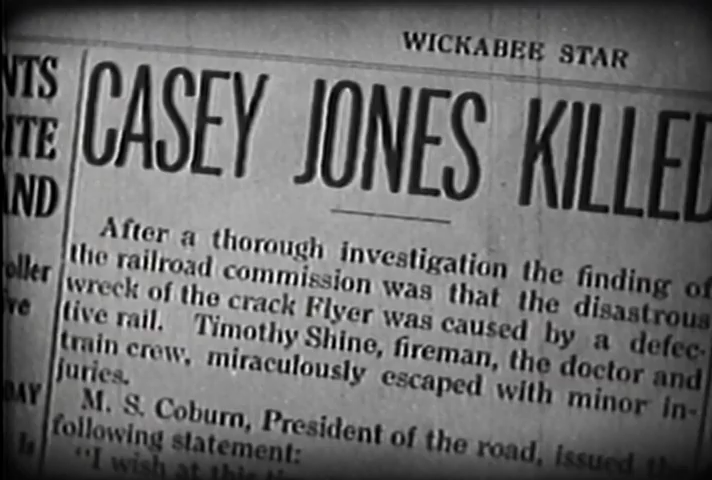 WICKABEE STAR
NTS
ITE
AND
oller
DAY
CASEY JONES KILLED
After a thorough investigation the finding of
the railroad commission was that the disastrous
wreck of the crack Flyer was caused by a defec-
tive rail. Timothy Shine, fireman, the doctor and
train crew, miraculously escaped with minor in-
juries.
M. S. Coburn, President of the road, issued the
following statement:
"I wish at this